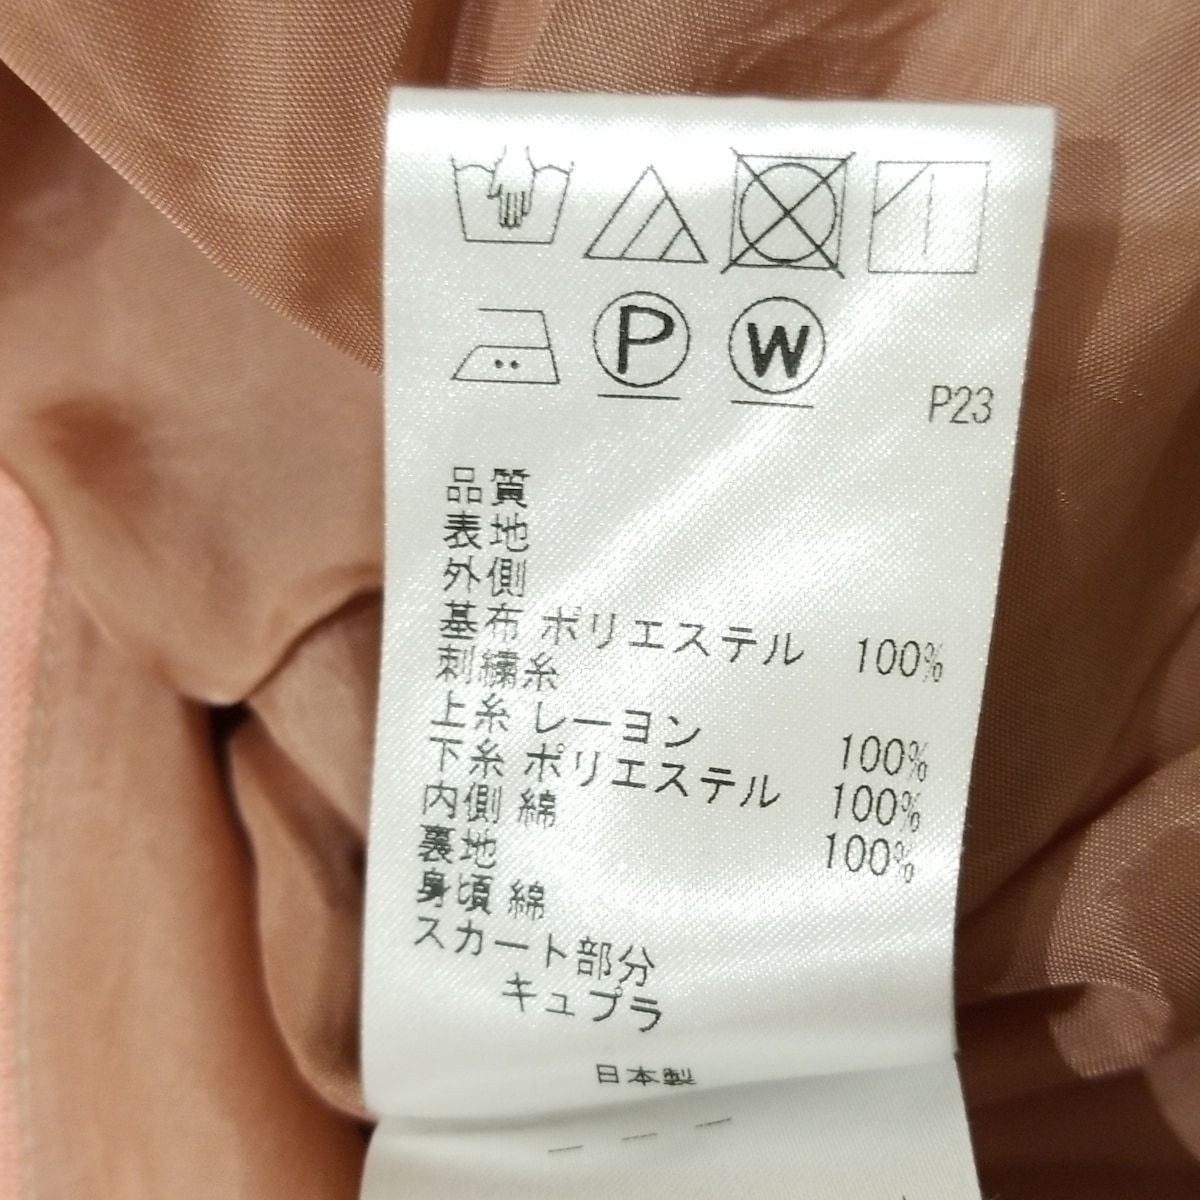 P
W
P23
品質
表地
外側
基布 ポリエステル 100%
刺繍糸
上糸 レーヨン 100%
下糸 ポリエステル 100%
内側 綿 100%
裏地
身頃 綿
スカート部分
キュプラ
日本製